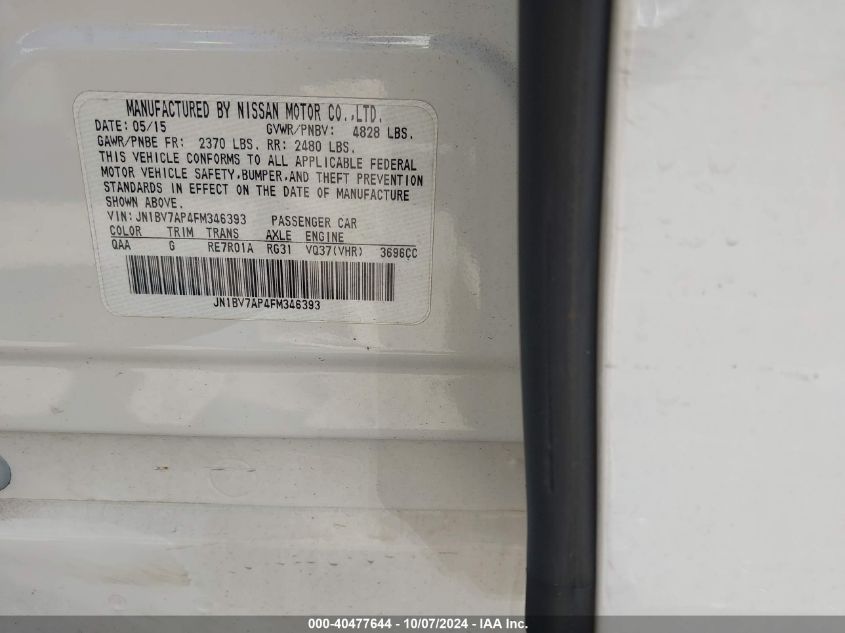 MANUFACTURED BY NISSAN MOTOR CO.,LTD.
DATE: 05/15 GVWR/PNBV: 4828 LBS.
GAWR/PNBE FR: 2370 LBS. RR: 2480 LBS.
THIS VEHICLE CONFORMS TO ALL APPLICABLE FEDERAL
MOTOR VEHICLE SAFETY,BUMPER,AND THEFT PREVENTION
STANDARDS IN EFFECT ON THE DATE OF MANUFACTURE
SHOWN ABOVE.
VIN: JN1BV7AP4FM346393 PASSENGER CAR
COLOR TRIM TRANS AXLE ENGINE
QAA G RE7R01A RG31 VQ37(VHR) 3696CC
JN1BV7AP4FM346393
000-40477644 - 10/07/2024 - IAA Inc.